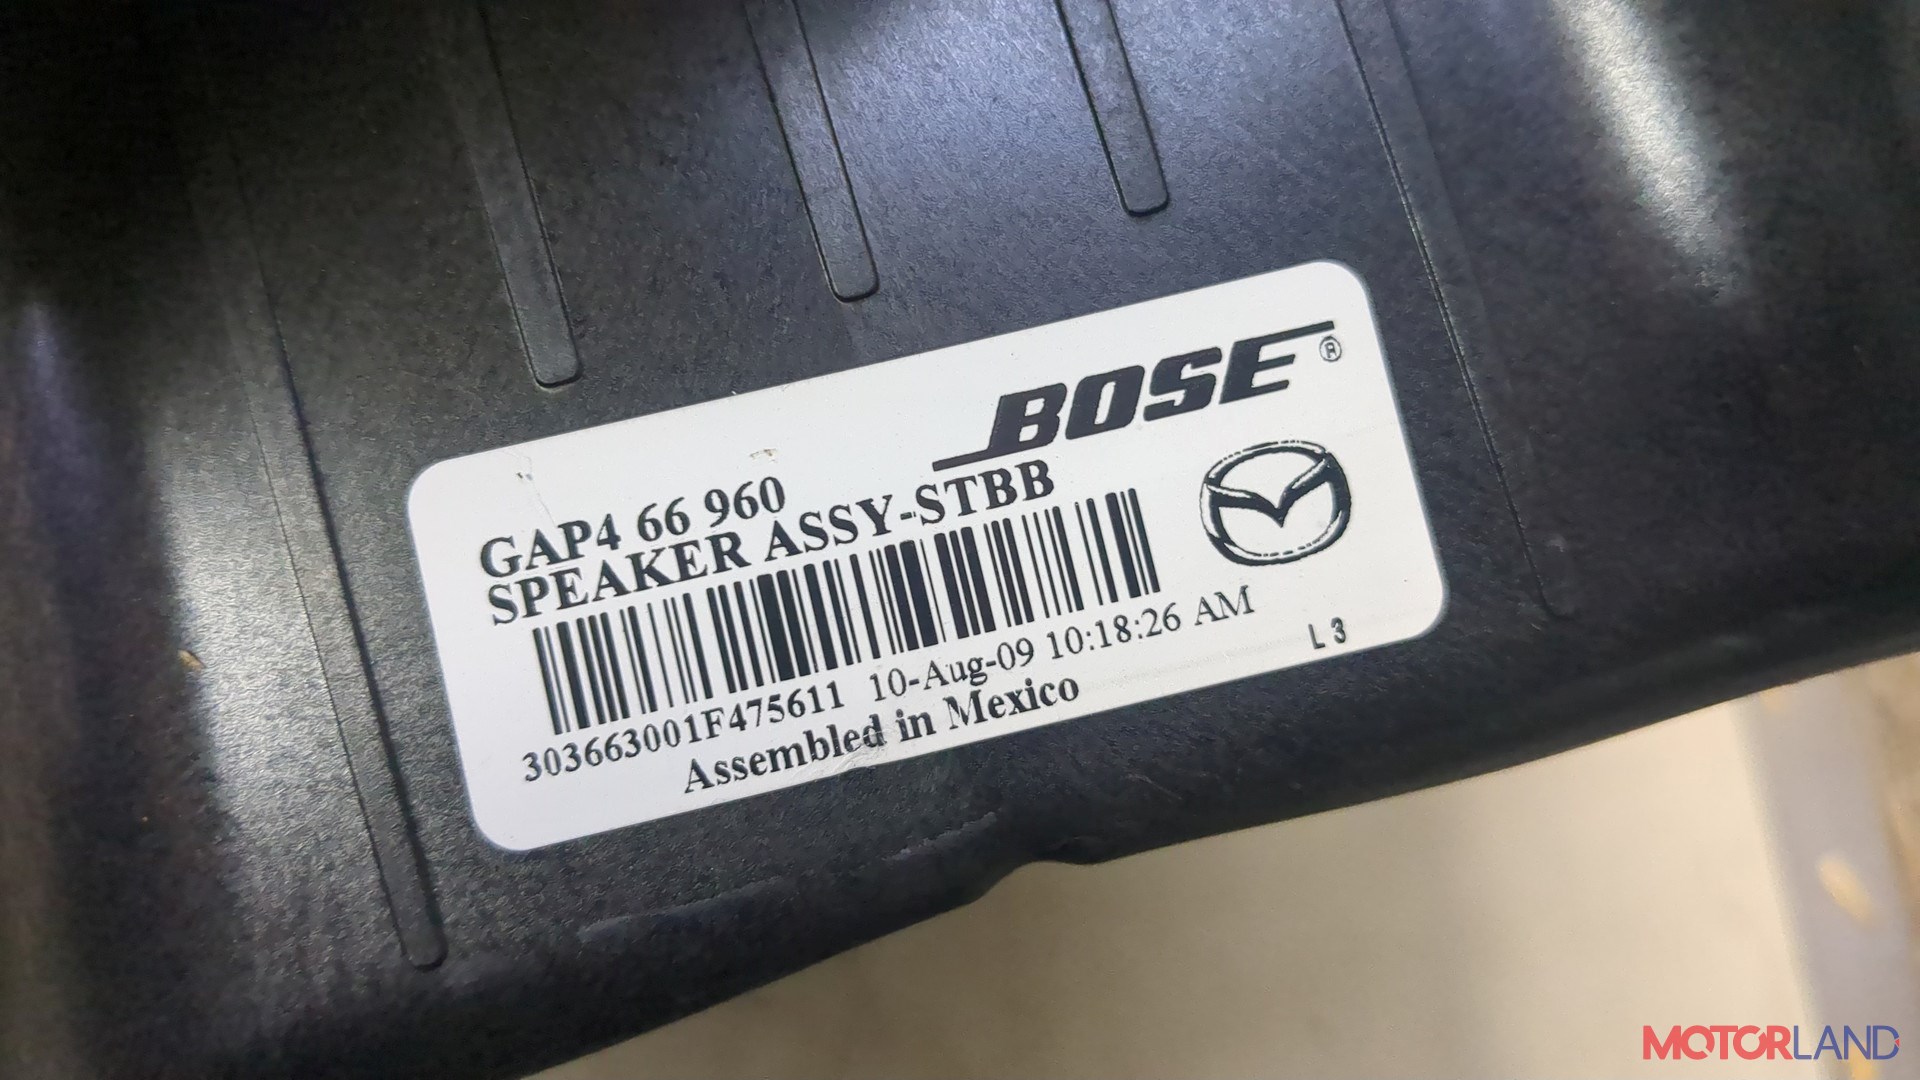 BOSE®
GAP4 66 960
SPEAKER ASSY-STBB
303663001F475611 10-Aug-09 10:18:26 AM
Assembled in Mexico
L 3
MOTORLAND